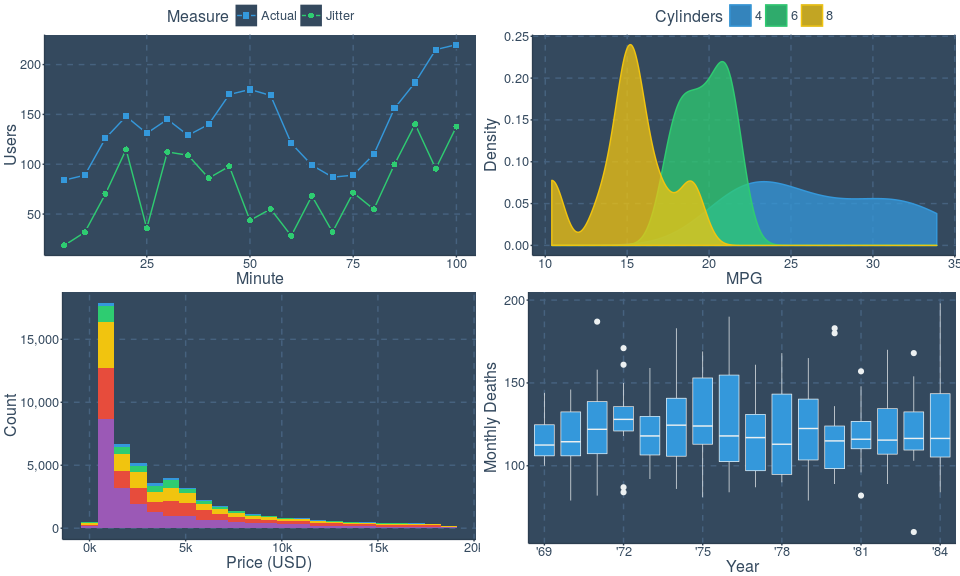 Measure Actual Jitter
Users
200
150
100
50
25 50 75 100
Minute
Cylinders 4 6 8
Density
0.25
0.20
0.15
0.10
0.05
0.00
10 15 20 25 30 35
MPG
Count
15,000
10,000
5,000
0
0k 5k 10k 15k 20l
Price (USD)
Monthly Deaths
200
150
100
'69 '72 '75 '78 '81 '84
Year